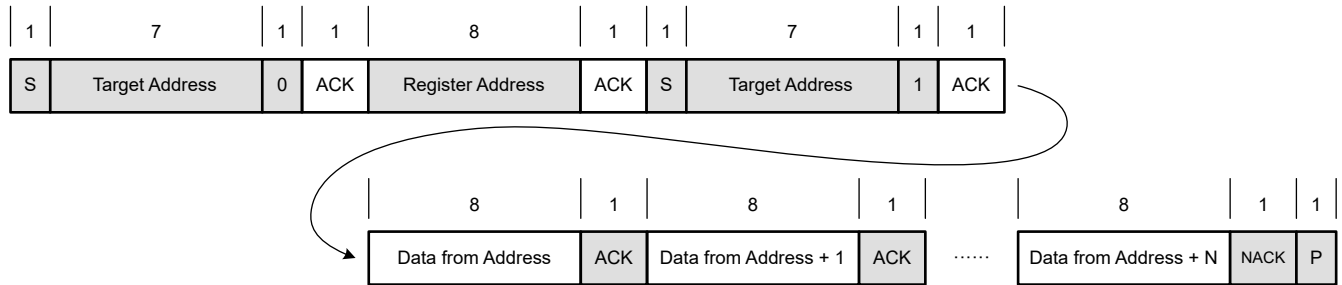 1 7 1 1 8 1 1 7 1 1
S Target Address 0 ACK Register Address ACK S Target Address 1 ACK
8 1 8 1 8 1 1
Data from Address ACK Data from Address + 1 ACK ...... Data from Address + N NACK P